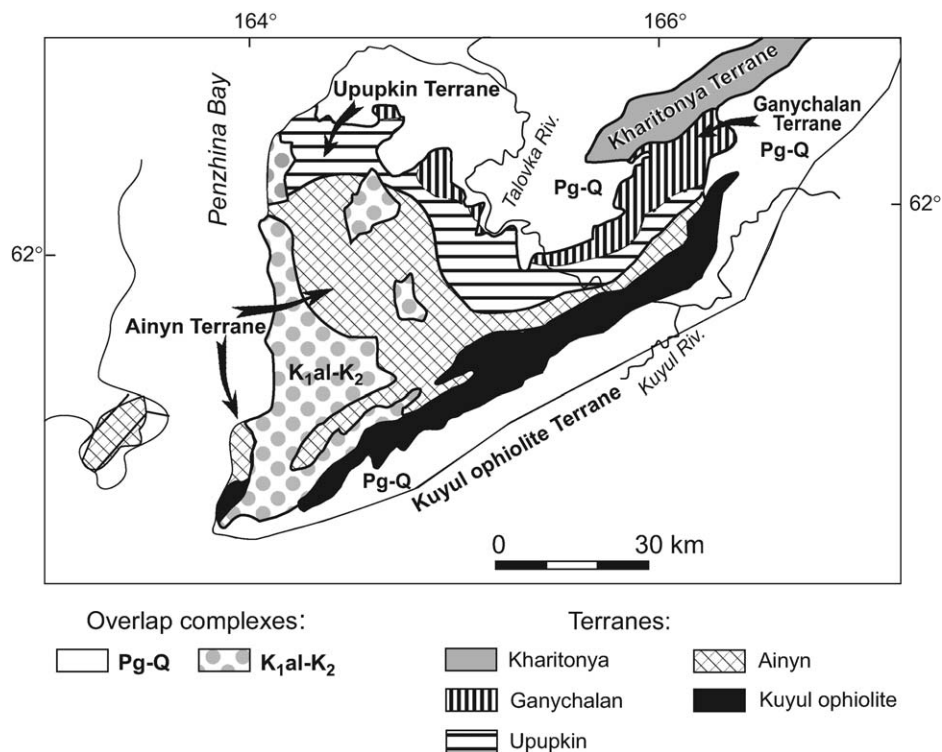 164°
166°
Penzhina Bay
Upupkin Terrane
Talovka Riv.
Kharitonya Terrane
Ganychalan
Terrane
Pg-Q
Pg-Q
62°
62°
Ainyn Terrane
K₁al-K₂
Kuyul Riv.
Kuyul ophiolite Terrane
Pg-Q
0 30 km
Overlap complexes:
Pg-Q
K₁al-K₂
Terranes:
Kharitonya
Ainyn
Ganychalan
Kuyul ophiolite
Upupkin